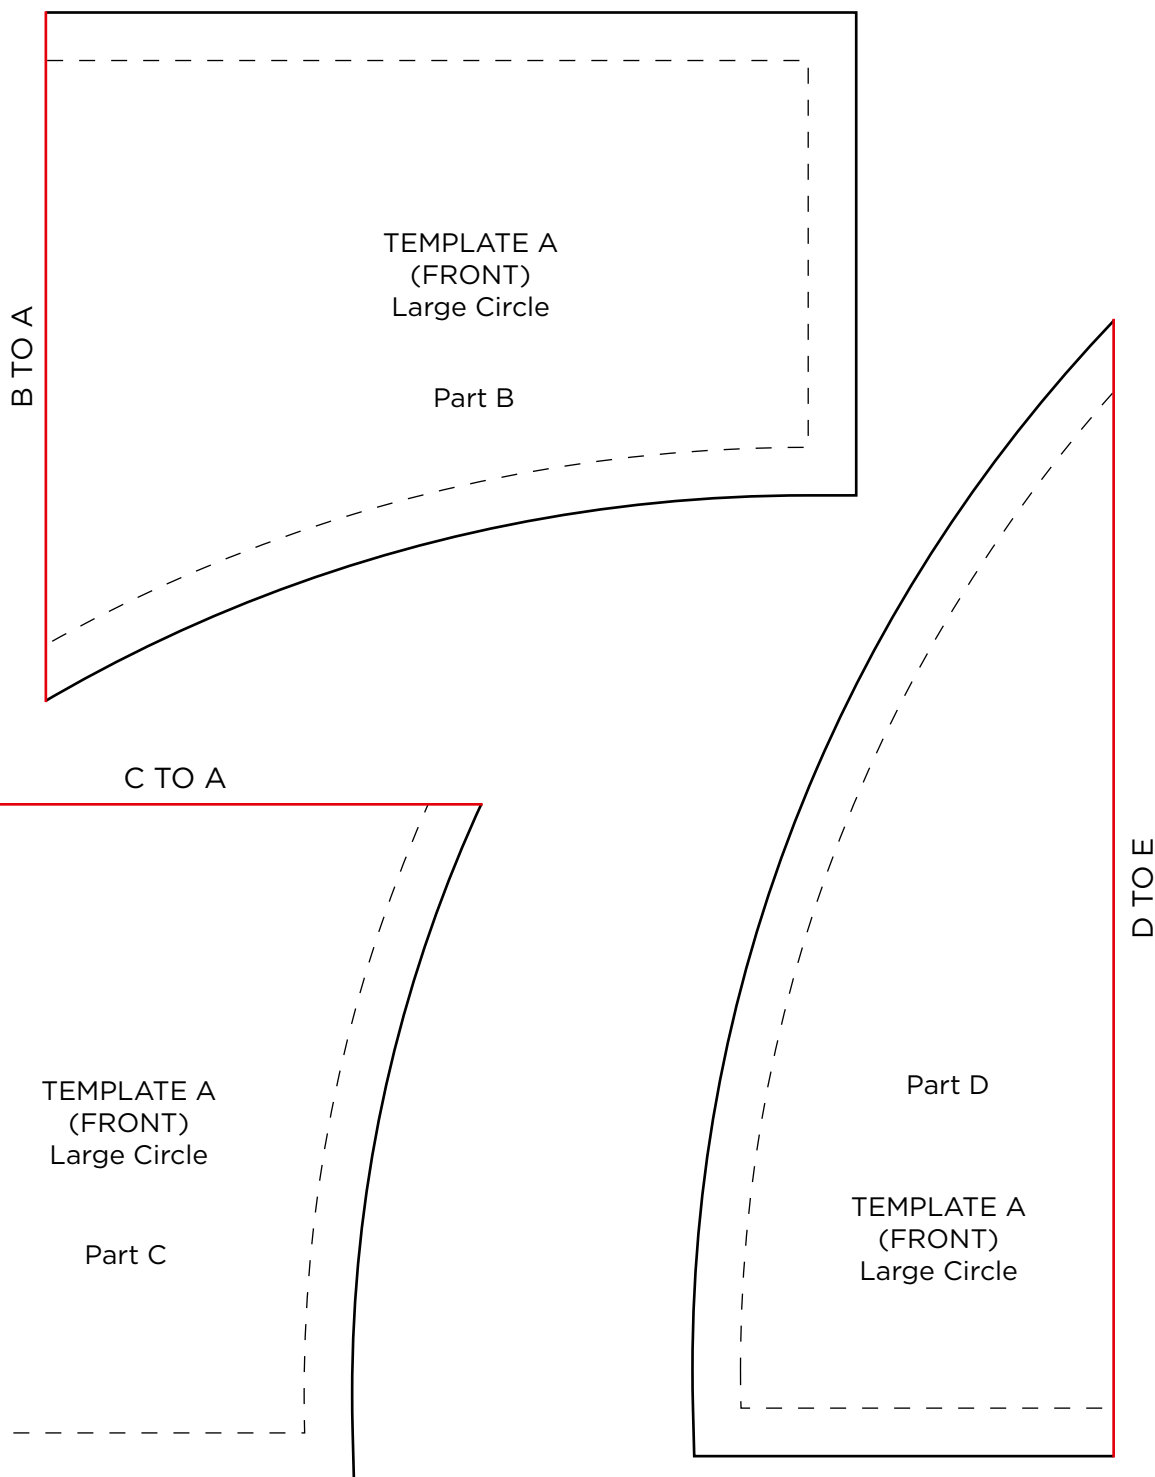 TEMPLATE A
(FRONT)
Large Circle
Part B
B TO A
C TO A
TEMPLATE A
(FRONT)
Large Circle
Part C
D TO E
Part D
TEMPLATE A
(FRONT)
Large Circle